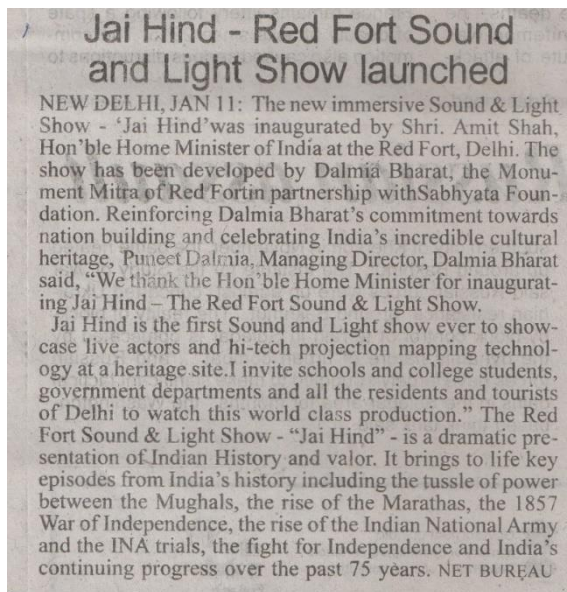 Jai Hind - Red Fort Sound
and Light Show launched
NEW DELHI, JAN 11: The new immersive Sound & Light
Show - ‘Jai Hind’was inaugurated by Shri. Amit Shah,
Hon’ble Home Minister of India at the Red Fort, Delhi. The
show has been developed by Dalmia Bharat, the Monu-
ment Mitra of Red Fortin partnership withSabhyata Foun-
dation. Reinforcing Dalmia Bharat’s commitment towards
nation building and celebrating India’s incredible cultural
heritage, Puneet Dalmia, Managing Director, Dalmia Bharat
said, “We thank the Hon’ble Home Minister for inaugurat-
ing Jai Hind – The Red Fort Sound & Light Show.
Jai Hind is the first Sound and Light show ever to show-
case live actors and hi-tech projection mapping technol-
ogy at a heritage site.I invite schools and college students,
government departments and all the residents and tourists
of Delhi to watch this world class production.” The Red
Fort Sound & Light Show - “Jai Hind” - is a dramatic pre-
sentation of Indian History and valor. It brings to life key
episodes from India’s history including the tussle of power
between the Mughals, the rise of the Marathas, the 1857
War of Independence, the rise of the Indian National Army
and the INA trials, the fight for Independence and India’s
continuing progress over the past 75 years. NET BUREAU